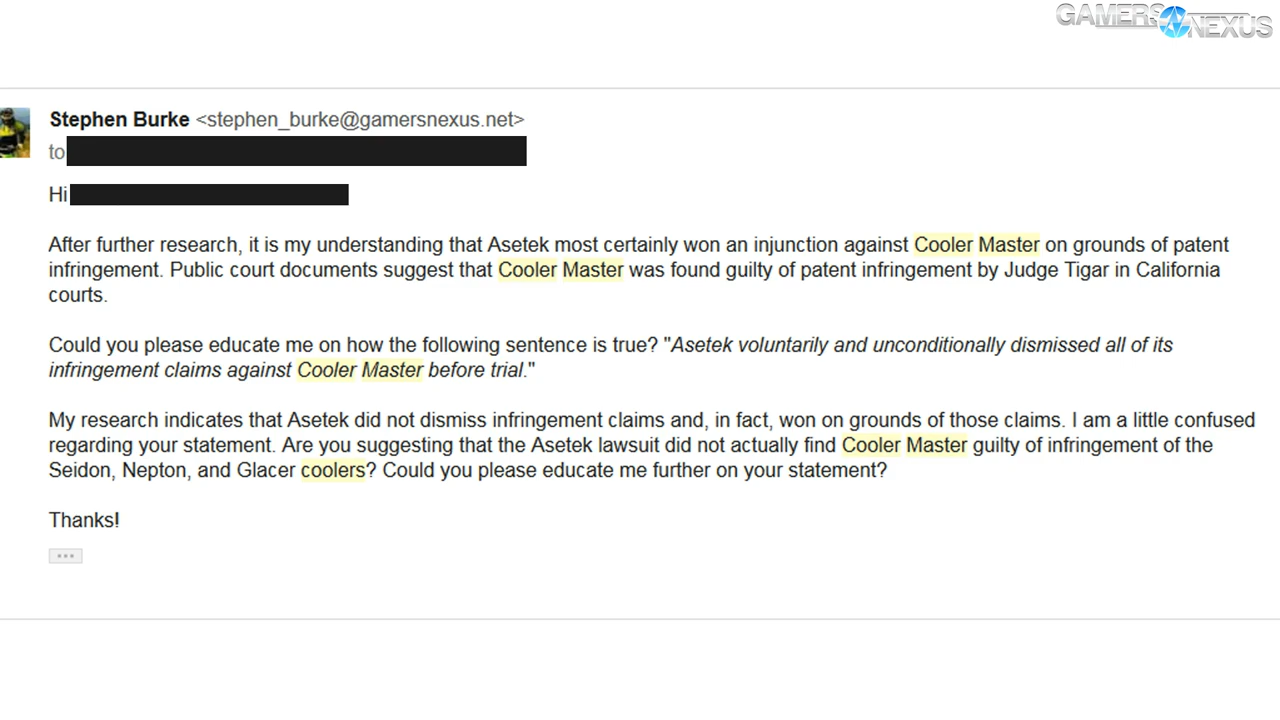 GAMERS NEXUS
Stephen Burke <stephen_burke@gamersnexus.net>
to
Hi
After further research, it is my understanding that Asetek most certainly won an injunction against Cooler Master on grounds of patent
infringement. Public court documents suggest that Cooler Master was found guilty of patent infringement by Judge Tigar in California
courts.
Could you please educate me on how the following sentence is true? "Asetek voluntarily and unconditionally dismissed all of its
infringement claims against Cooler Master before trial."
My research indicates that Asetek did not dismiss infringement claims and, in fact, won on grounds of those claims. I am a little confused
regarding your statement. Are you suggesting that the Asetek lawsuit did not actually find Cooler Master guilty of infringement of the
Seidon, Nepton, and Glacer coolers? Could you please educate me further on your statement?
Thanks!